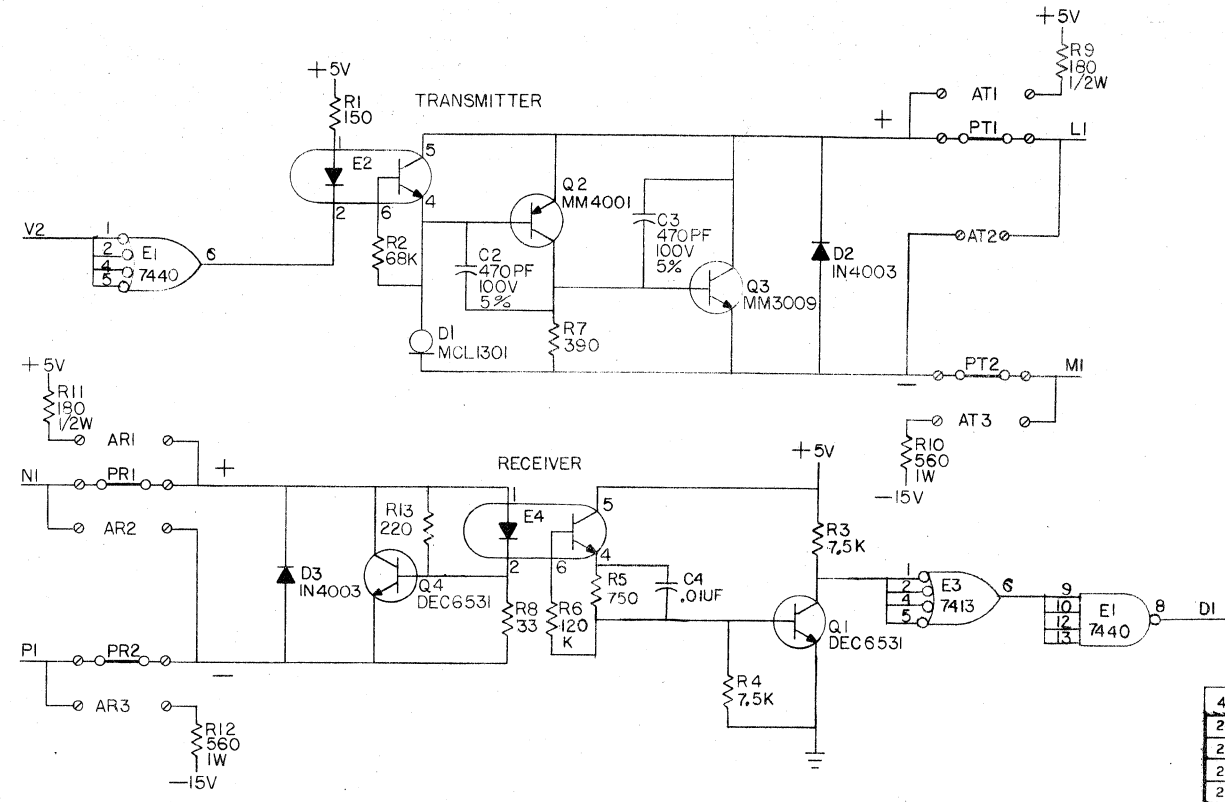 +5V
R9
180
1/2W
+5V
R1
150
TRANSMITTER
AT1
+
PT1
L1
1
E2
5
4
2
6
Q2
MM4001
C3
470PF
100V
5%
V2
1
2
4
5
E1
7440
6
R2
68K
C2
470PF
100V
5%
AT2
D2
IN4003
Q3
MM3009
D1
MCL1301
R7
390
PT2
M1
—
+5V
R11
180
1/2W
AT3
R10
560
1W
—15V
AR1
+
RECEIVER
+5V
N1
PR1
1
E4
5
4
2
6
R13
220
AR2
R3
7.5K
D3
IN4003
Q4
DEC6531
R8
33
R6
120
K
R5
750
C4
.01UF
1
2
4
5
E3
7413
6
9
10
12
13
E1
7440
8
D1
Q1
DEC6531
P1
PR2
—
R4
7.5K
AR3
R12
560
1W
—15V
4
2
2
2
2